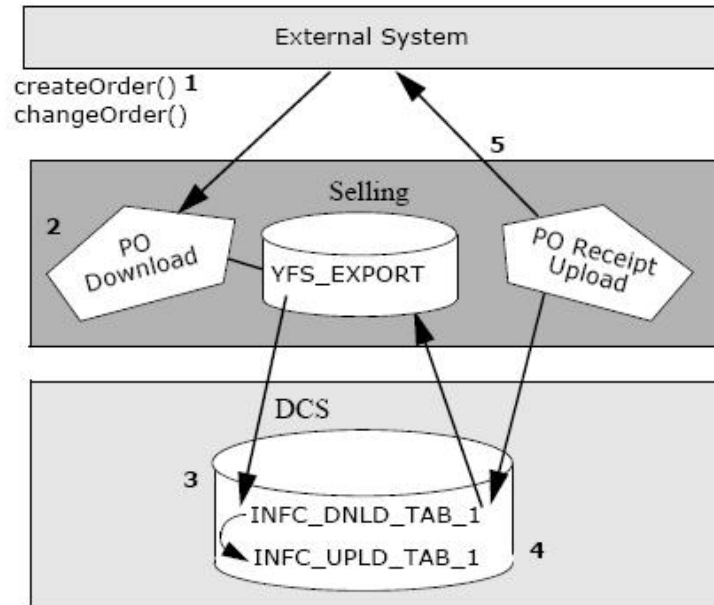 External System
createOrder() 1
changeOrder()
5
Selling
2
PO
Download
YFS_EXPORT
PO Receipt
Upload
DCS
3
INFC_DNLD_TAB_1
INFC_UPLD_TAB_1
4